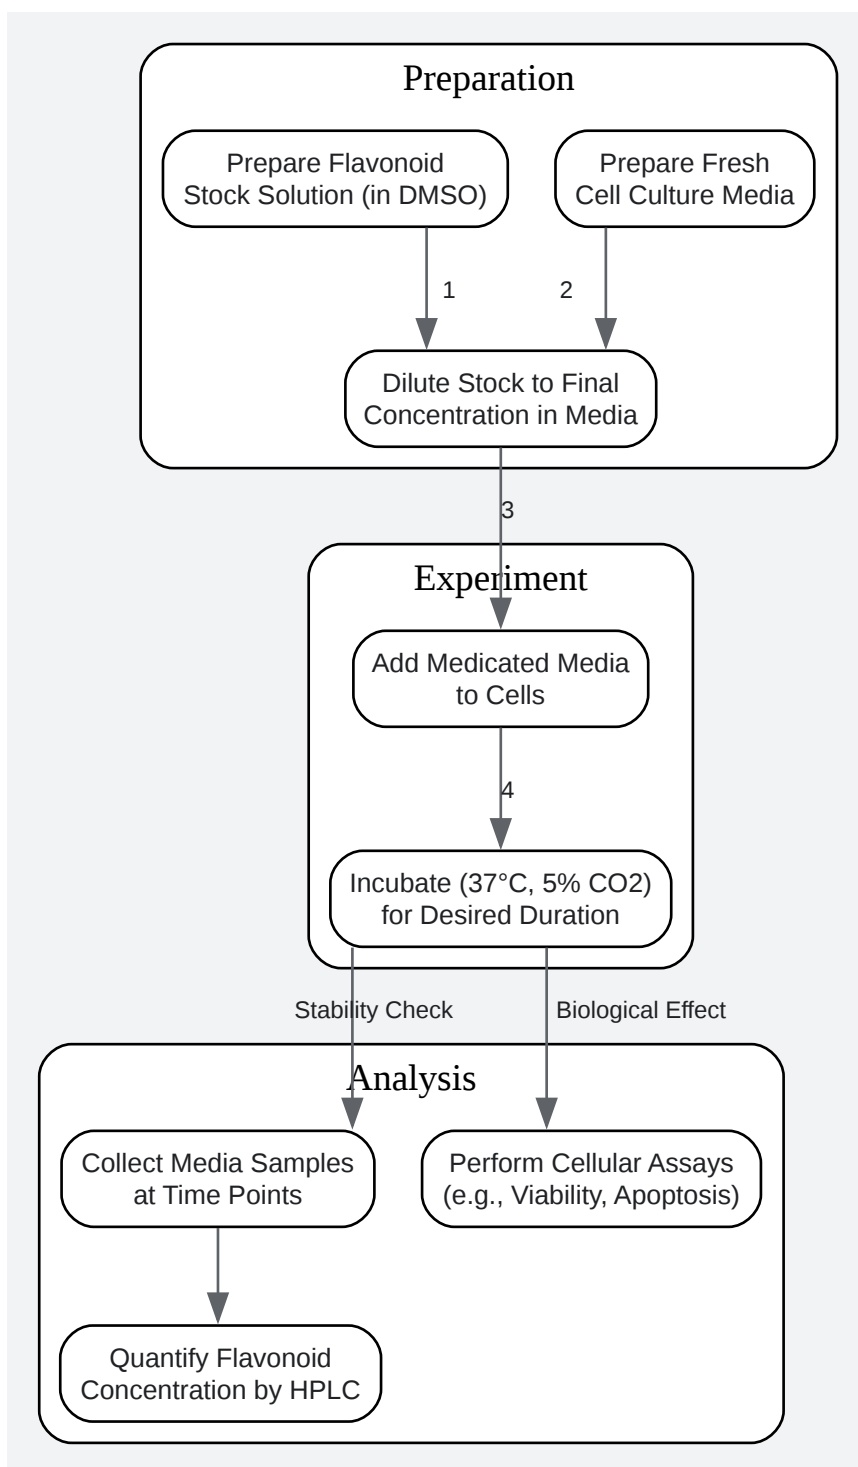 Preparation
Prepare Flavonoid
Stock Solution (in DMSO)
Prepare Fresh
Cell Culture Media
1
2
Dilute Stock to Final
Concentration in Media
3
Experiment
Add Medicated Media
to Cells
4
Incubate (37°C, 5% CO2)
for Desired Duration
Stability Check
Biological Effect
Analysis
Collect Media Samples
at Time Points
Perform Cellular Assays
(e.g., Viability, Apoptosis)
Quantify Flavonoid
Concentration by HPLC